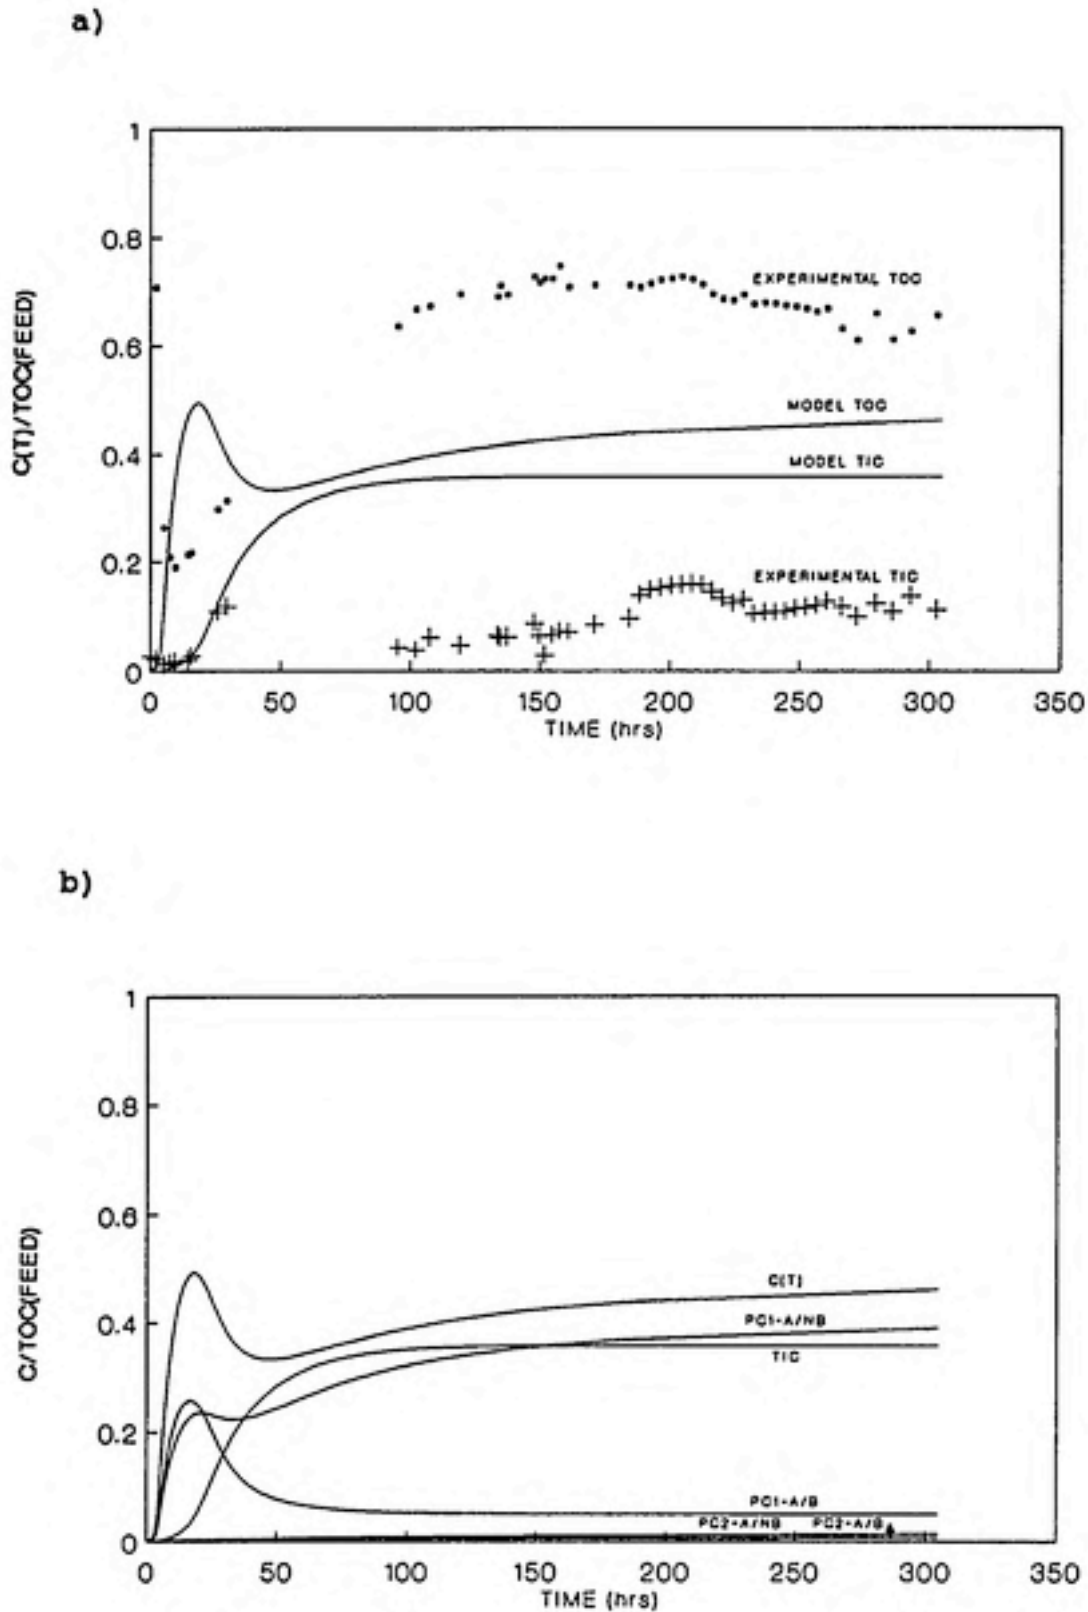 a)
1
0.8
0.6
0.4
0.2
0
C(T)/TOC(FEED)
EXPERIMENTAL TOC
MODEL TOC
MODEL TIC
EXPERIMENTAL TIC
0 50 100 150 200 250 300 350
TIME (hrs)
b)
1
0.8
0.6
0.4
0.2
0
C/TOC(FEED)
C(T)
PC1-A/NB
TIC
PC1-A/B
PC2-A/NB PC2-A/B
0 50 100 150 200 250 300 350
TIME (hrs)